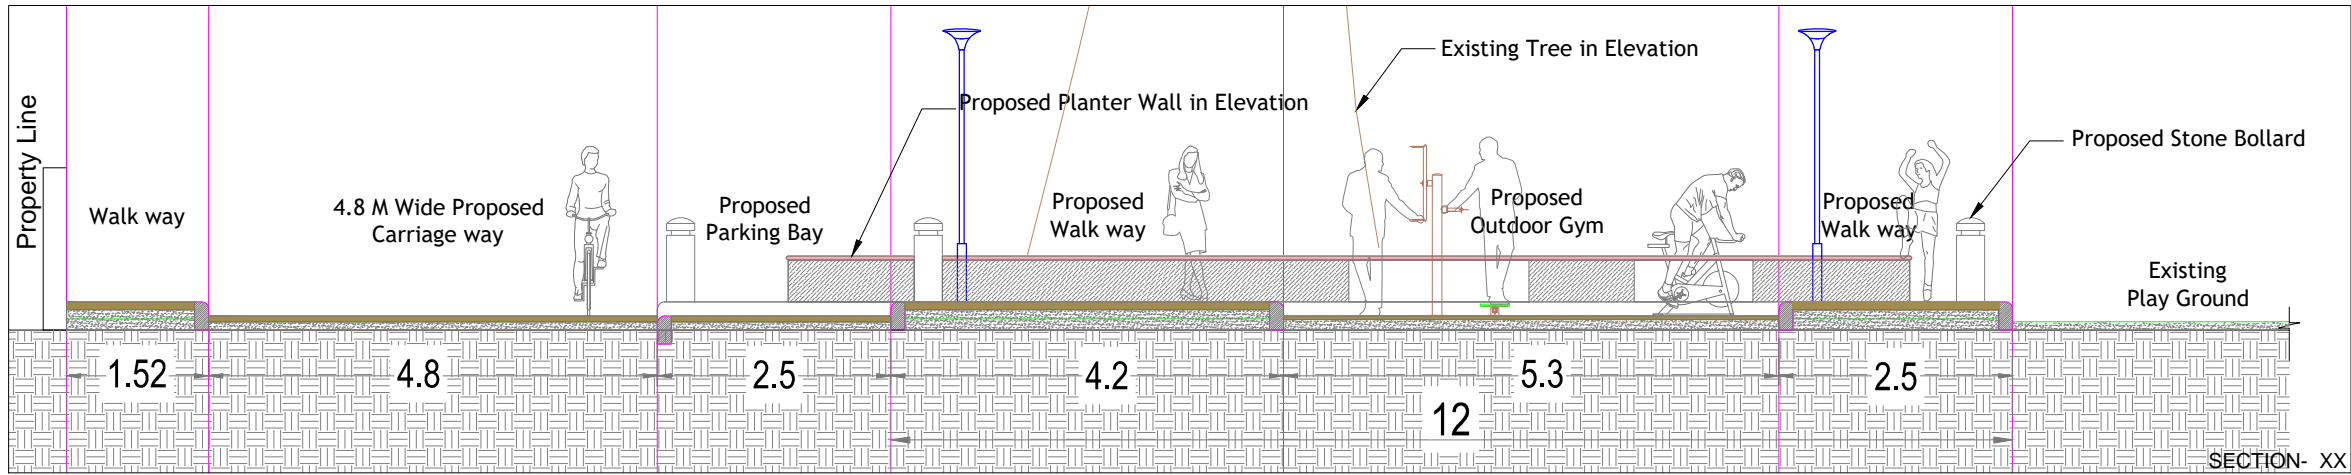 Property Line
Walk way
4.8 M Wide Proposed
Carriage way
Proposed
Parking Bay
Proposed Planter Wall in Elevation
Existing Tree in Elevation
Proposed
Walk way
Proposed
Outdoor Gym
Proposed
Walk way
Proposed Stone Bollard
Existing
Play Ground
1.52
4.8
2.5
4.2
5.3
2.5
12
SECTION- XX